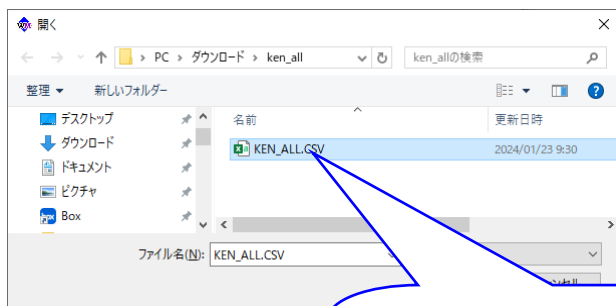 開く
PC › ダウンロード › ken_all
ken_allの検索
整理
新しいフォルダー
デスクトップ
ダウンロード
ドキュメント
ピクチャ
Box
名前
更新日時
KEN_ALL.CSV
2024/01/23 9:30
ファイル名(N):
KEN_ALL.CSV